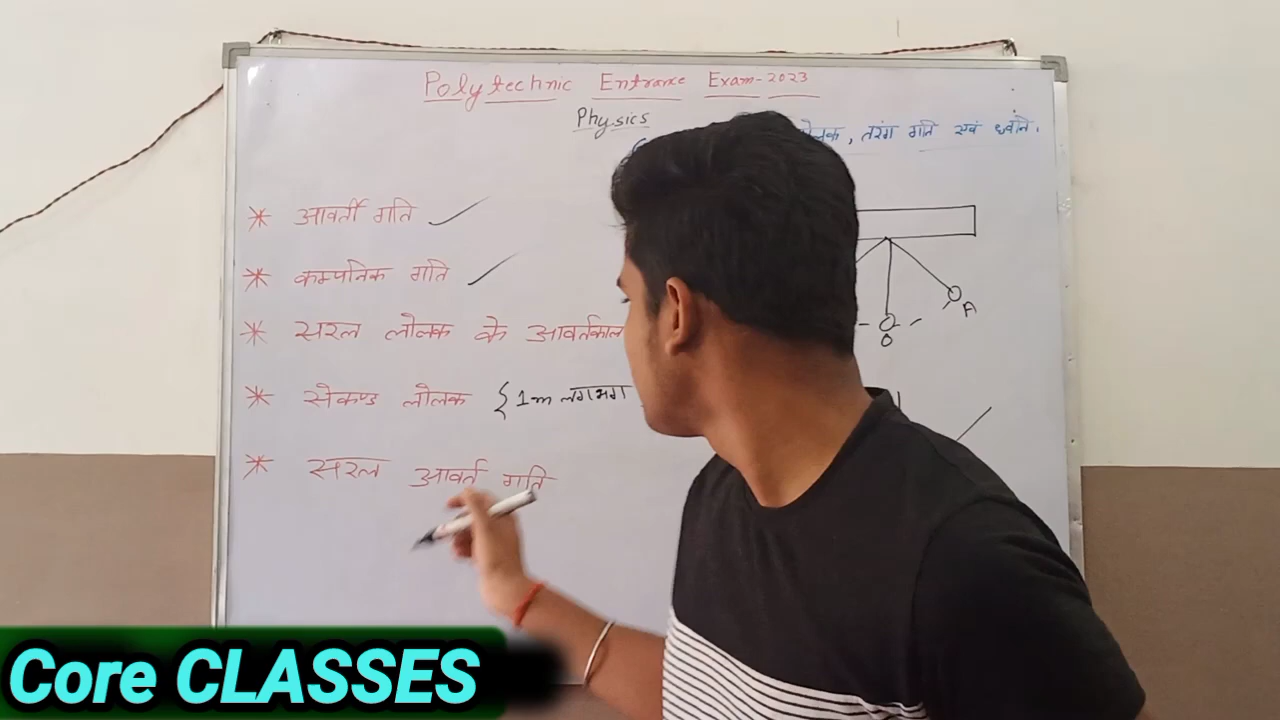 Polytechnic Entrance Exam-2023
Physics
लोलक, तरंग गति एवं ध्वनि.
* आवर्ती गति ✓
* कम्पनिक गति ✓
* सरल लोलक के आवर्तकाल
* सेकण्ड लोलक { 1m लगभग
* सरल आवर्त गति
A
O
Core CLASSES